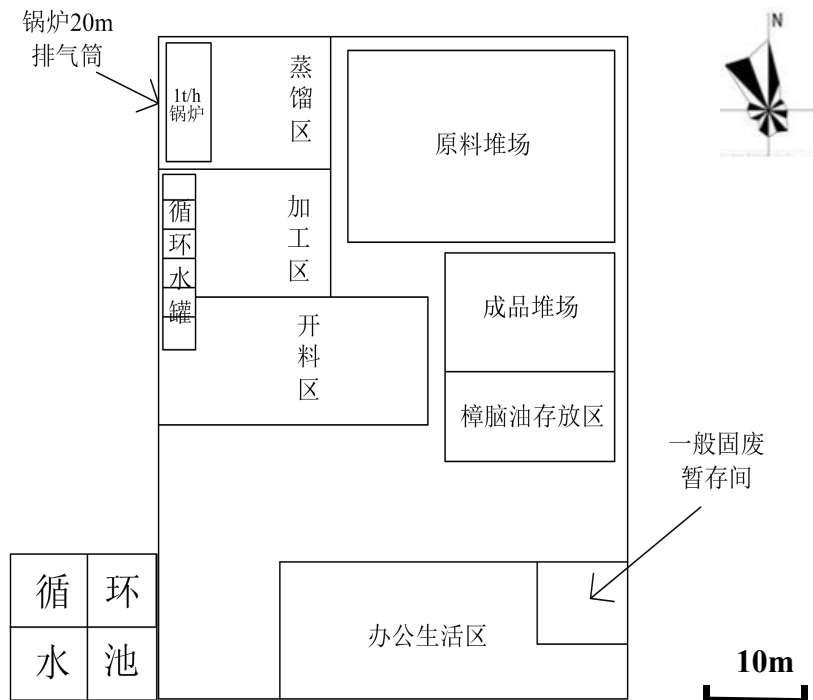 锅炉20m
排气筒
N
1t/h
锅炉
蒸馏区
原料堆场
循环水罐
加工区
成品堆场
开料区
樟脑油存放区
一般固废
暂存间
循环
水池
办公生活区
10m